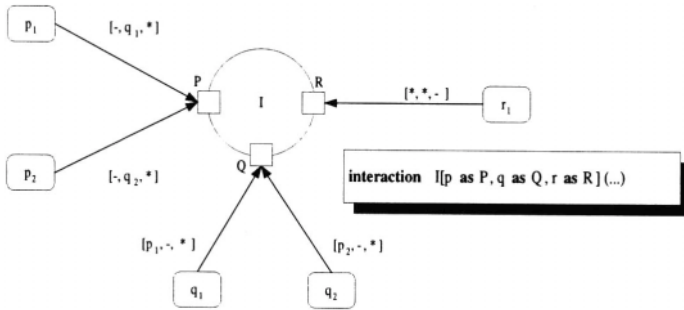 p1
[-, q1, *]
P
R
I
[*, *, -]
r1
p2
[-, q2, *]
Q
interaction I[p as P, q as Q, r as R] (...)
[p1, -, *]
[p2, -, *]
q1
q2